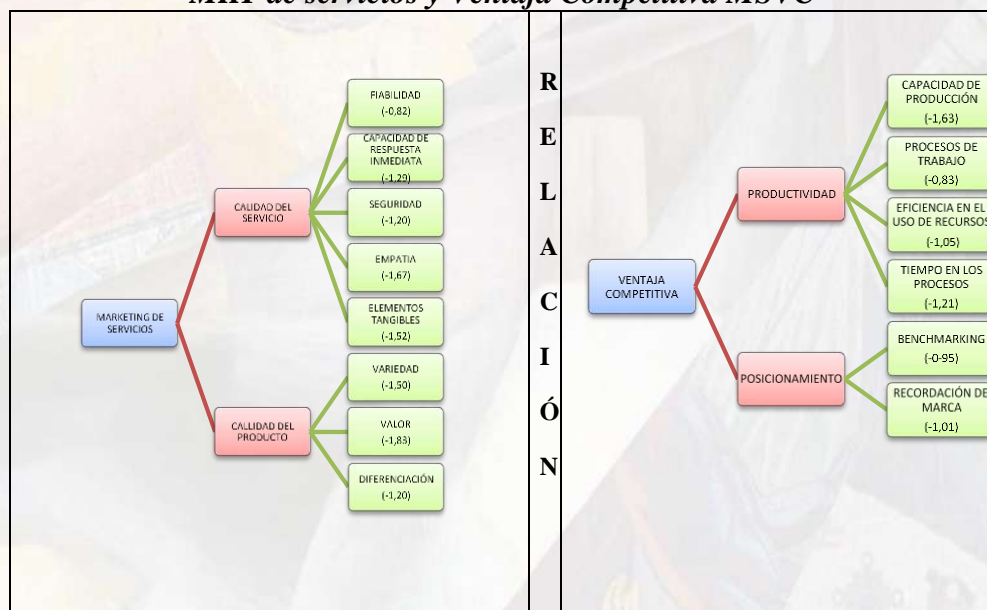 MKT de servicios y Ventaja Competitiva MSVC
MARKETING DE
SERVICIOS
CALIDAD DEL
SERVICIO
FIABILIDAD
(-0,82)
CAPACIDAD DE
RESPUESTA
INMEDIATA
(-1,29)
SEGURIDAD
(-1,20)
EMPATIA
(-1,67)
ELEMENTOS
TANGIBLES
(-1,52)
CALLIDAD DEL
PRODUCTO
VARIEDAD
(-1,50)
VALOR
(-1,83)
DIFERENCIACIÓN
(-1,20)
R
E
L
A
C
I
Ó
N
VENTAJA
COMPETITIVA
PRODUCTIVIDAD
CAPACIDAD DE
PRODUCCIÓN
(-1,63)
PROCESOS DE
TRABAJO
(-0,83)
EFICIENCIA EN EL
USO DE RECURSOS
(-1,05)
TIEMPO EN LOS
PROCESOS
(-1,21)
POSICIONAMIENTO
BENCHMARKING
(-0-95)
RECORDACIÓN DE
MARCA
(-1,01)